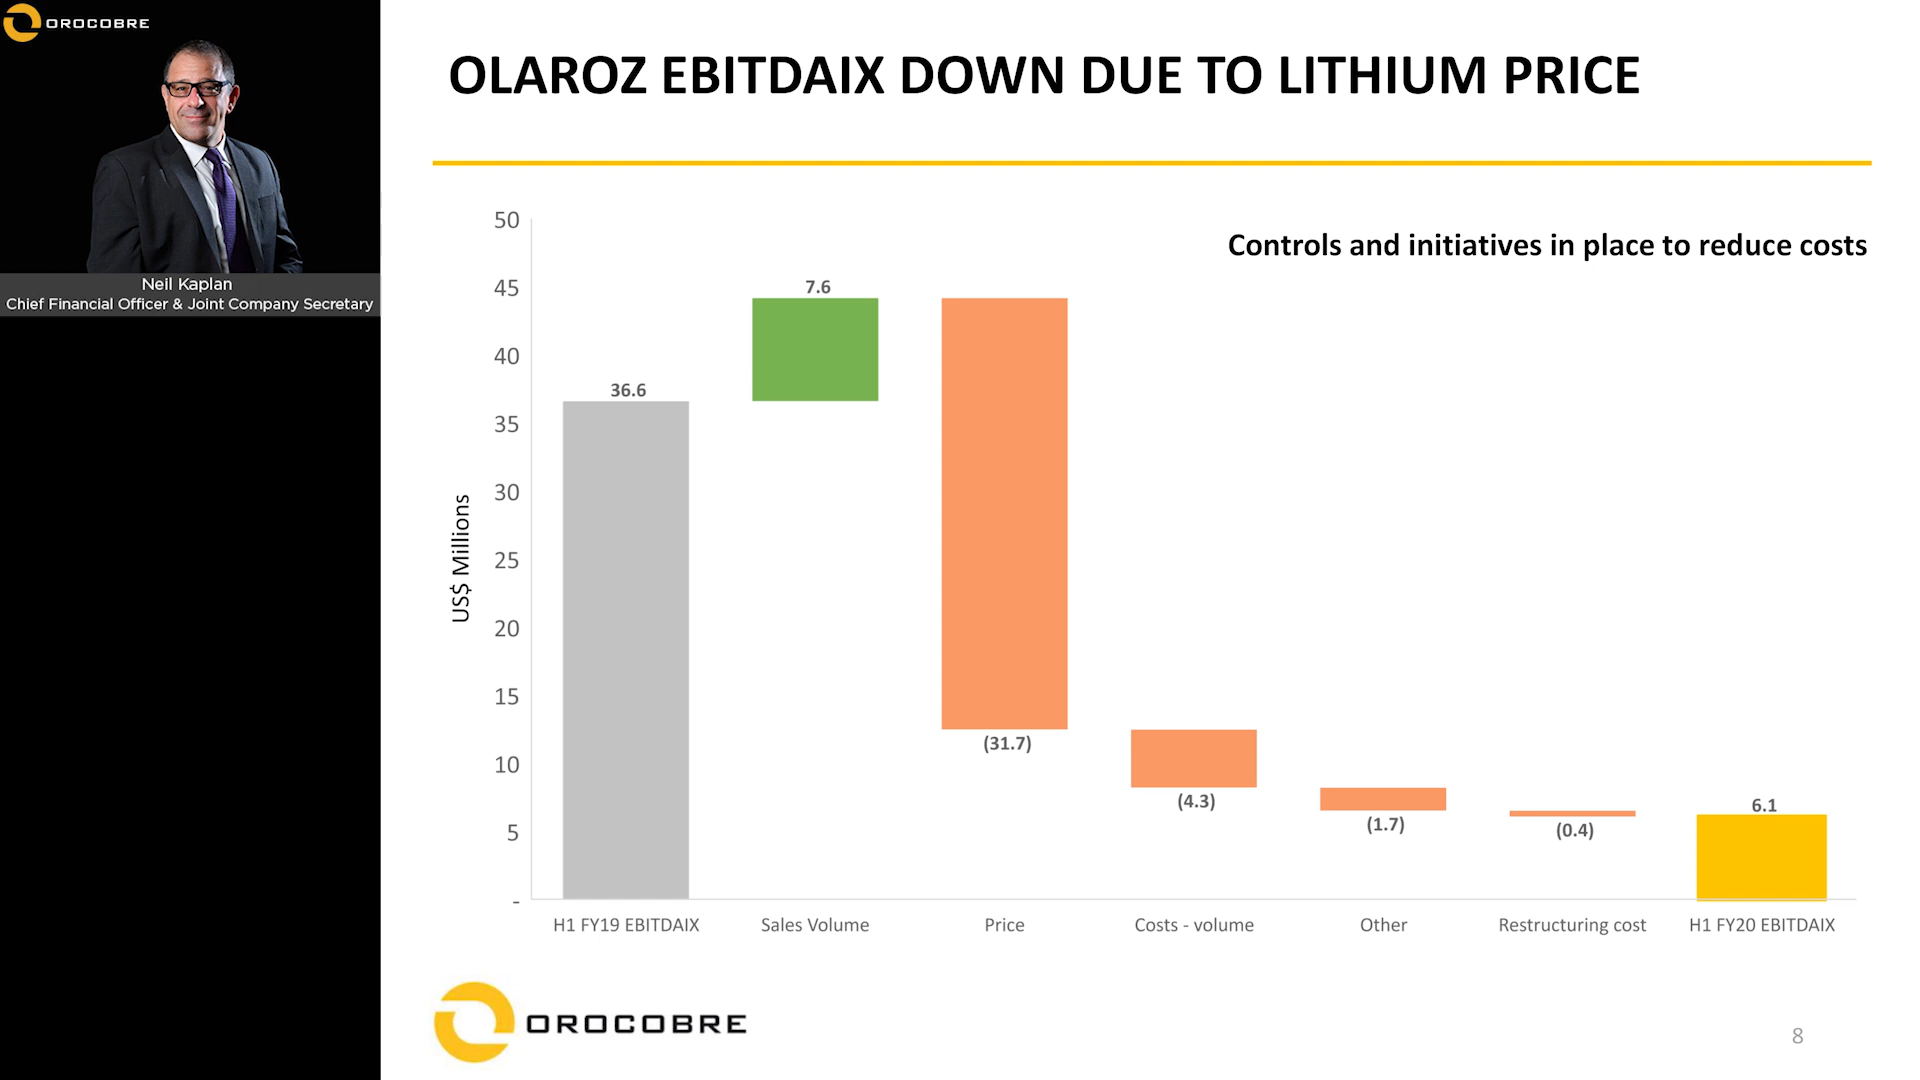 OROCOBRE
Neil Kaplan
Chief Financial Officer & Joint Company Secretary
OLAROZ EBITDAIX DOWN DUE TO LITHIUM PRICE
Controls and initiatives in place to reduce costs
US$ Millions
50
45
40
35
30
25
20
15
10
5
-
36.6
7.6
(31.7)
(4.3)
(1.7)
(0.4)
6.1
H1 FY19 EBITDAIX
Sales Volume
Price
Costs - volume
Other
Restructuring cost
H1 FY20 EBITDAIX
OROCOBRE
8